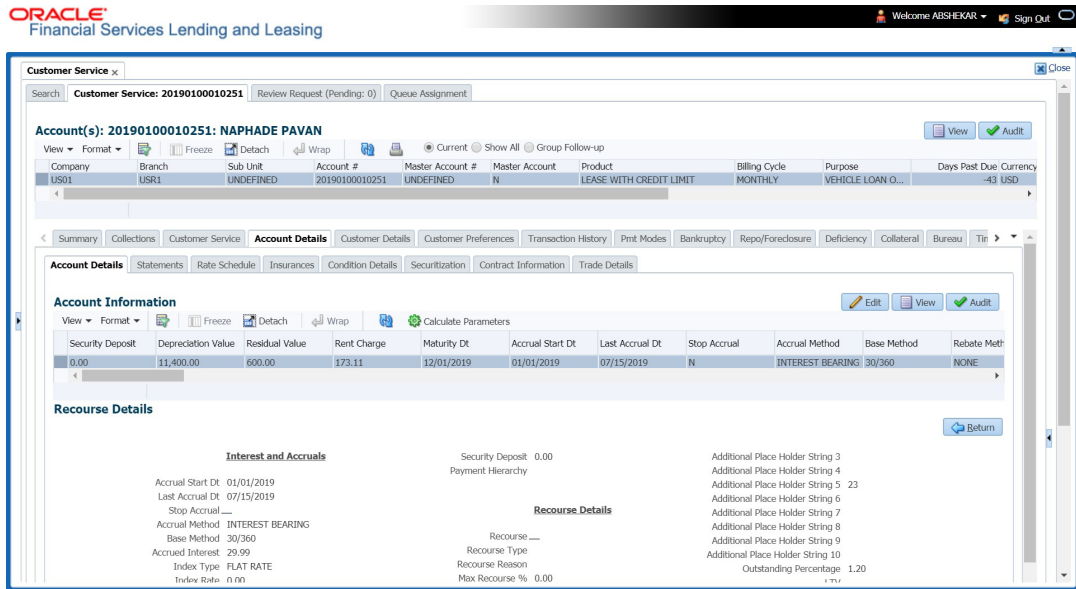 ORACLE
Financial Services Lending and Leasing
Welcome ABSHEKAR Sign Out
Customer Service x
Close
Search Customer Service: 20190100010251 Review Request (Pending: 0) Queue Assignment
Account(s): 20190100010251: NAPHADE PAVAN
View Audit
View Format Freeze Detach Wrap Current Show All Group Follow-up
Company Branch Sub Unit Account # Master Account # Master Account Product Billing Cycle Purpose Days Past Due Currency
US01 USR1 UNDEFINED 20190100010251 UNDEFINED N LEASE WITH CREDIT LIMIT MONTHLY VEHICLE LOAN O... -43 USD
Summary Collections Customer Service Account Details Customer Details Customer Preferences Transaction History Pmt Modes Bankruptcy Repo/Foreclosure Deficiency Collateral Bureau Tin
Account Details Statements Rate Schedule Insurances Condition Details Securitization Contract Information Trade Details
Account Information
Edit View Audit
View Format Freeze Detach Wrap Calculate Parameters
Security Deposit Depreciation Value Residual Value Rent Charge Maturity Dt Accrual Start Dt Last Accrual Dt Stop Accrual Accrual Method Base Method Rebate Meth
0.00 11,400.00 600.00 173.11 12/01/2019 01/01/2019 07/15/2019 N INTEREST BEARING 30/360 NONE
Recourse Details
Return
Interest and Accruals
Accrual Start Dt 01/01/2019
Last Accrual Dt 07/15/2019
Stop Accrual
Accrual Method INTEREST BEARING
Base Method 30/360
Accrued Interest 29.99
Index Type FLAT RATE
Index Rate 0.00
Security Deposit 0.00
Payment Hierarchy
Recourse Details
Recourse
Recourse Type
Recourse Reason
Max Recourse % 0.00
Additional Place Holder String 3
Additional Place Holder String 4
Additional Place Holder String 5 23
Additional Place Holder String 6
Additional Place Holder String 7
Additional Place Holder String 8
Additional Place Holder String 9
Additional Place Holder String 10
Outstanding Percentage 1.20
LTV